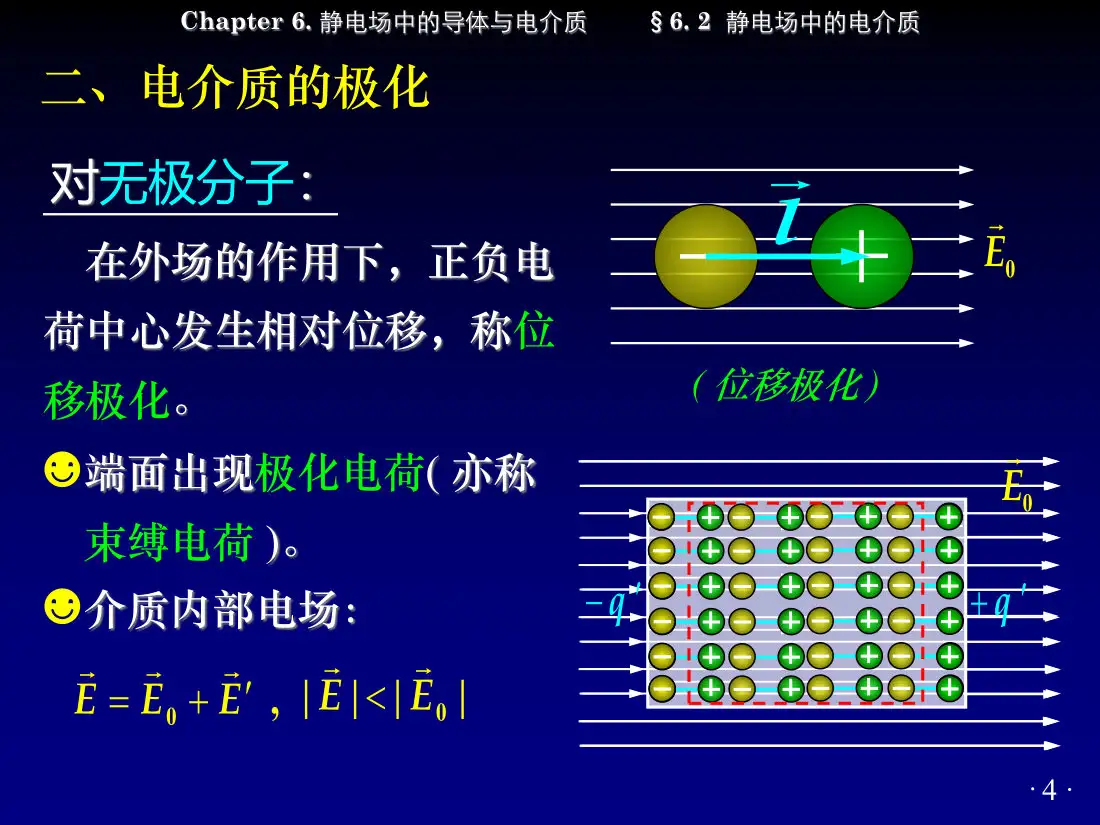 Chapter 6. 静电场中的导体与电介质 §6. 2 静电场中的电介质
二、电介质的极化
对无极分子：
在外场的作用下，正负电
荷中心发生相对位移，称位
移极化。
端面出现极化电荷( 亦称
束缚电荷 )。
介质内部电场：
E⃗ = E⃗₀ + E⃗′ , | E⃗ | < | E⃗₀ |
l⃗
− +
E⃗₀
( 位移极化 )
E⃗₀
− + − + − + − +
− + − + − + − +
− + − + − + − +
− q ′
+ q ′
− + − + − + − +
− + − + − + − +
− + − + − + − +
· 4 ·